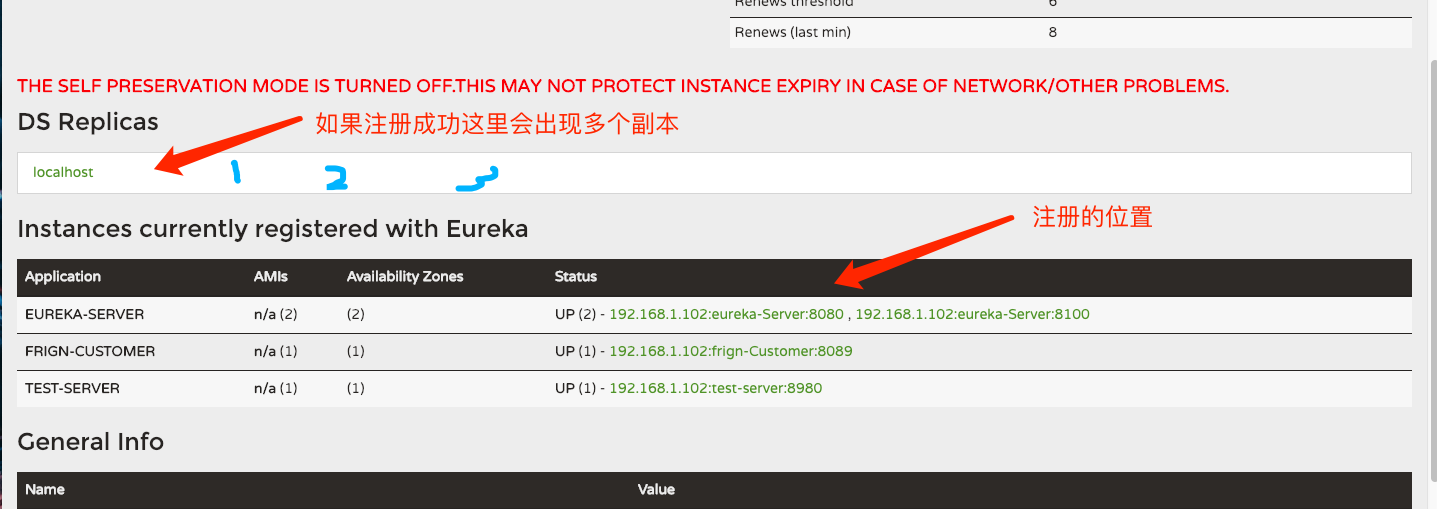 Renews threshold 6
Renews (last min) 8
THE SELF PRESERVATION MODE IS TURNED OFF.THIS MAY NOT PROTECT INSTANCE EXPIRY IN CASE OF NETWORK/OTHER PROBLEMS.
DS Replicas
如果注册成功这里会出现多个副本
localhost
1 2 3
注册的位置
Instances currently registered with Eureka
Application AMIs Availability Zones Status
EUREKA-SERVER n/a (2) (2) UP (2) - 192.168.1.102:eureka-Server:8080 , 192.168.1.102:eureka-Server:8100
FRIGN-CUSTOMER n/a (1) (1) UP (1) - 192.168.1.102:frign-Customer:8089
TEST-SERVER n/a (1) (1) UP (1) - 192.168.1.102:test-server:8980
General Info
Name Value